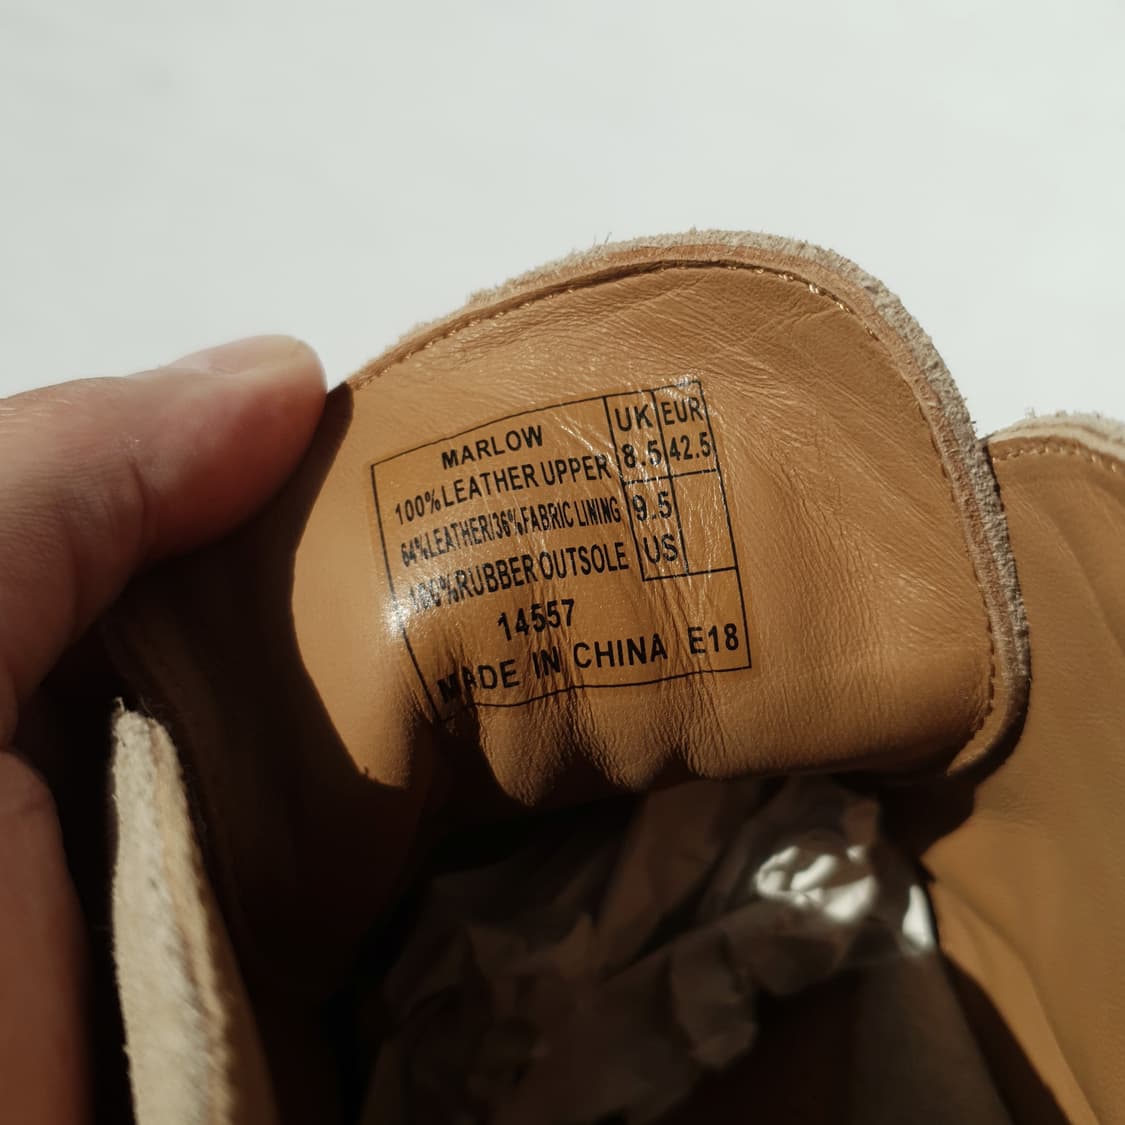 MARLOW
100%LEATHER UPPER
64%LEATHER/36%FABRIC LINING
100%RUBBER OUTSOLE
14557
MADE IN CHINA E18
UK EUR
8.5 42.5
9.5
US